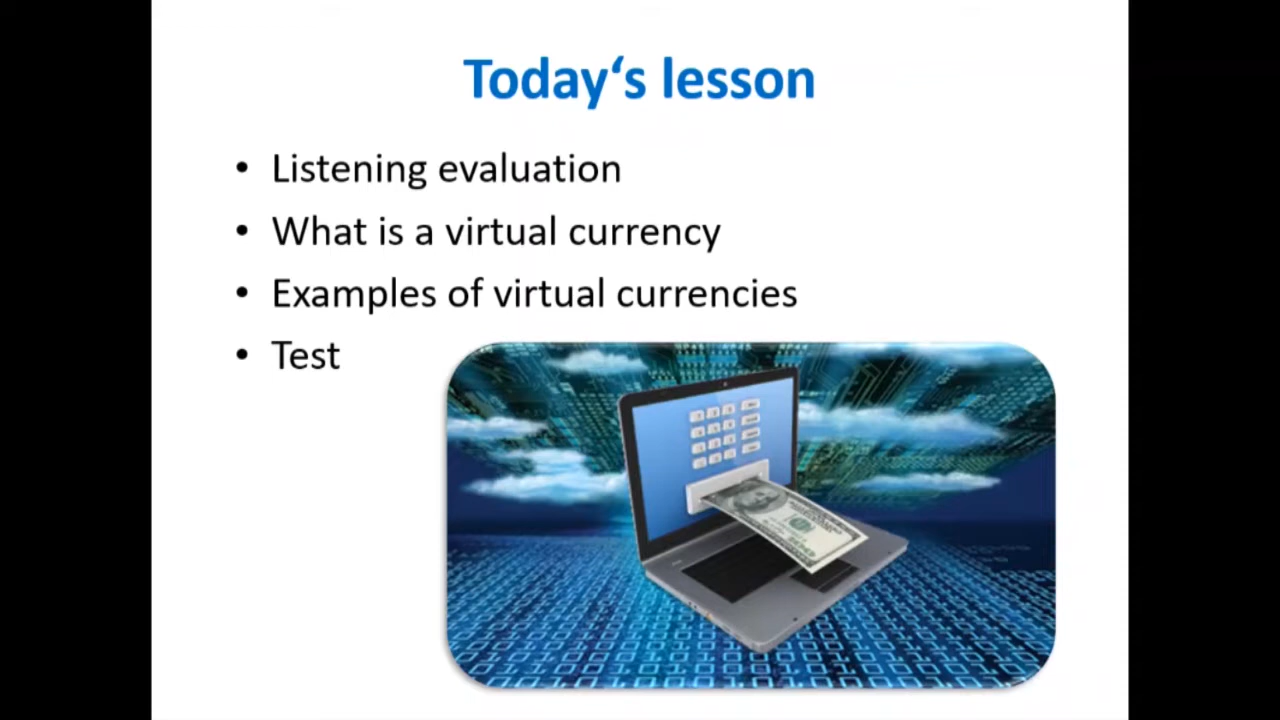 Today‘s lesson
• Listening evaluation
• What is a virtual currency
• Examples of virtual currencies
• Test